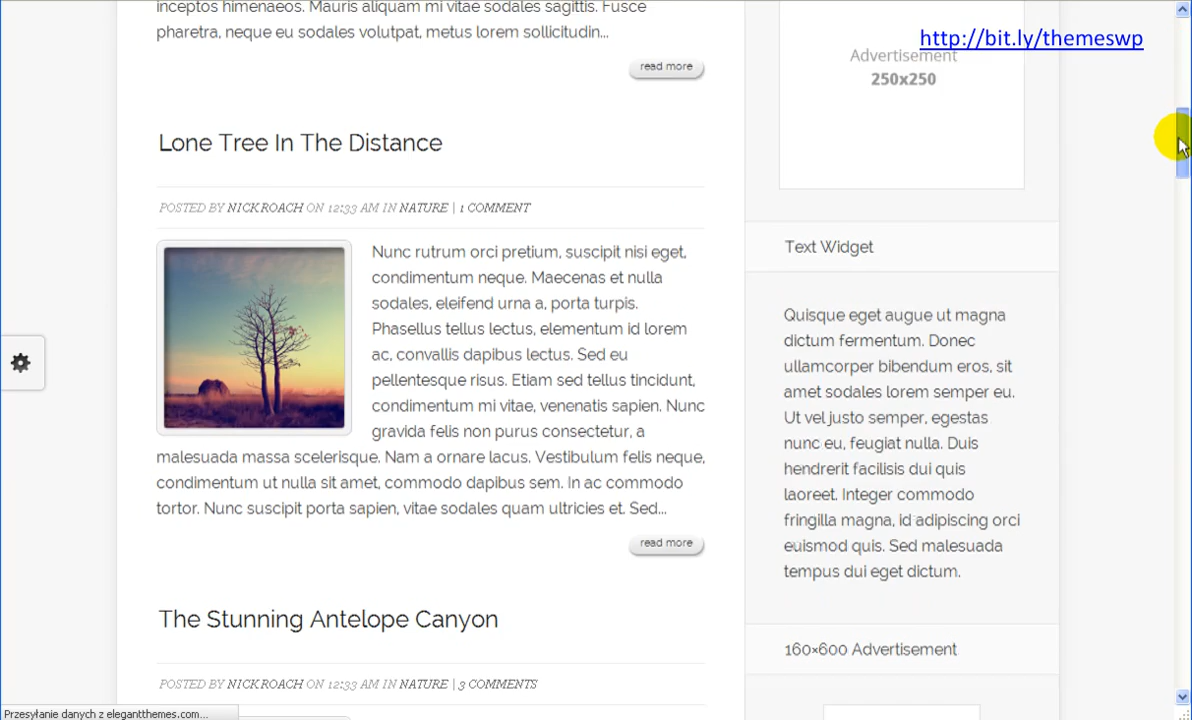 inceptos himenaeos. Mauris aliquam mi vitae sodales sagittis. Fusce
pharetra, neque eu sodales volutpat, metus lorem sollicitudin...
read more
Lone Tree In The Distance
POSTED BY NICK ROACH ON 12:33 AM IN NATURE | 1 COMMENT
Nunc rutrum orci pretium, suscipit nisi eget,
condimentum neque. Maecenas et nulla
sodales, eleifend urna a, porta turpis.
Phasellus tellus lectus, elementum id lorem
ac, convallis dapibus lectus. Sed eu
pellentesque risus. Etiam sed tellus tincidunt,
condimentum mi vitae, venenatis sapien. Nunc
gravida felis non purus consectetur, a
malesuada massa scelerisque. Nam a ornare lacus. Vestibulum felis neque,
condimentum ut nulla sit amet, commodo dapibus sem. In ac commodo
tortor. Nunc suscipit porta sapien, vitae sodales quam ultricies et. Sed...
read more
The Stunning Antelope Canyon
POSTED BY NICK ROACH ON 12:33 AM IN NATURE | 3 COMMENTS
http://bit.ly/themeswp
Advertisement
250x250
Text Widget
Quisque eget augue ut magna
dictum fermentum. Donec
ullamcorper bibendum eros, sit
amet sodales lorem semper eu.
Ut vel justo semper, egestas
nunc eu, feugiat nulla. Duis
hendrerit facilisis dui quis
laoreet. Integer commodo
fringilla magna, id adipiscing orci
euismod quis. Sed malesuada
tempus dui eget dictum.
160×600 Advertisement
Przesyłanie danych z elegantthemes.com...